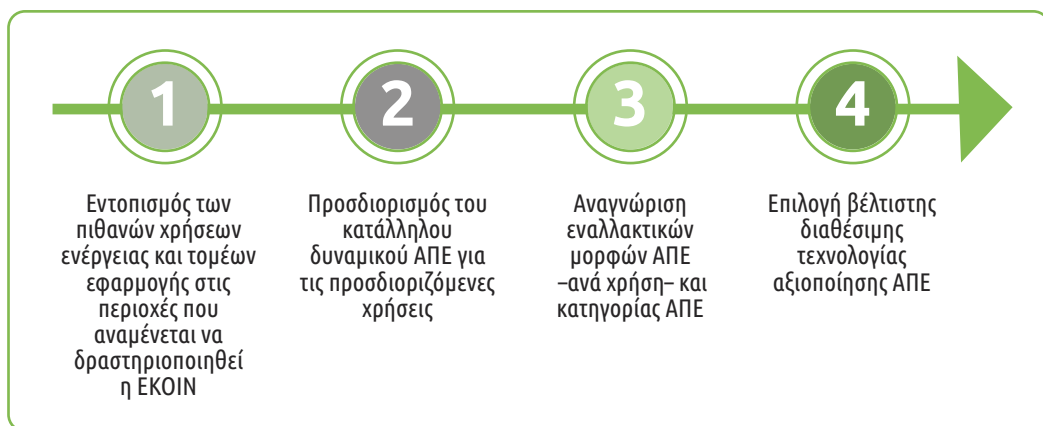 1
Εντοπισμός των
πιθανών χρήσεων
ενέργειας και τομέων
εφαρμογής στις
περιοχές που
αναμένεται να
δραστηριοποιηθεί
η ΕΚΟΙΝ
2
Προσδιορισμός του
κατάλληλου
δυναμικού ΑΠΕ για
τις προσδιοριζόμενες
χρήσεις
3
Αναγνώριση
εναλλακτικών
μορφών ΑΠΕ
–ανά χρήση– και
κατηγορίας ΑΠΕ
4
Επιλογή βέλτιστης
διαθέσιμης
τεχνολογίας
αξιοποίησης ΑΠΕ